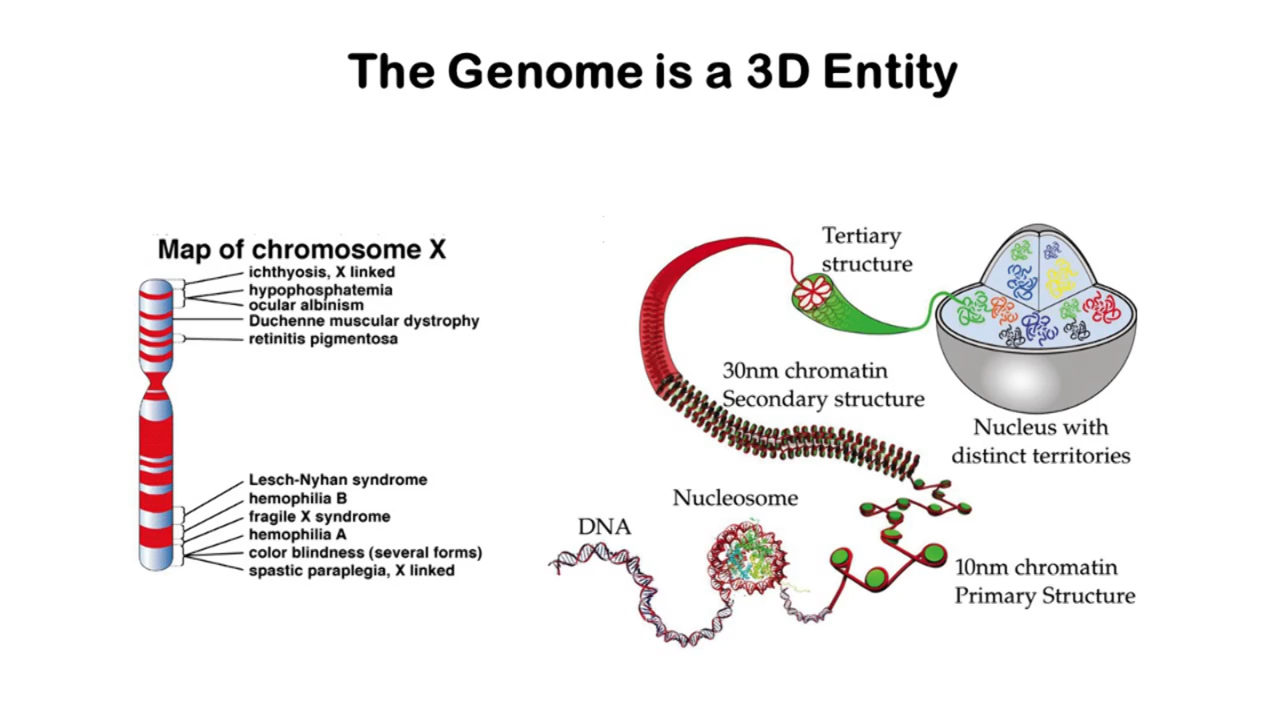 The Genome is a 3D Entity
Map of chromosome X
ichthyosis, X linked
hypophosphatemia
ocular albinism
Duchenne muscular dystrophy
retinitis pigmentosa
Lesch-Nyhan syndrome
hemophilia B
fragile X syndrome
hemophilia A
color blindness (several forms)
spastic paraplegia, X linked
Tertiary
structure
30nm chromatin
Secondary structure
Nucleus with
distinct territories
Nucleosome
DNA
10nm chromatin
Primary Structure